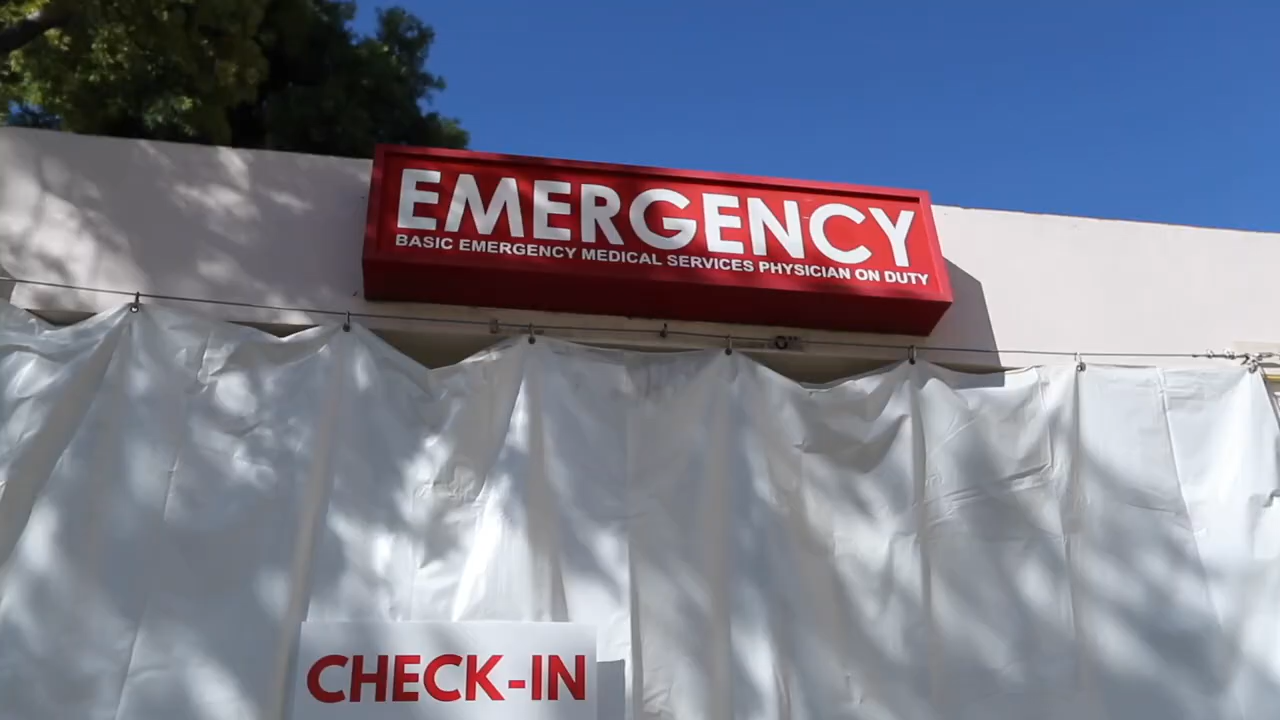 EMERGENCY
BASIC EMERGENCY MEDICAL SERVICES PHYSICIAN ON DUTY
CHECK-IN